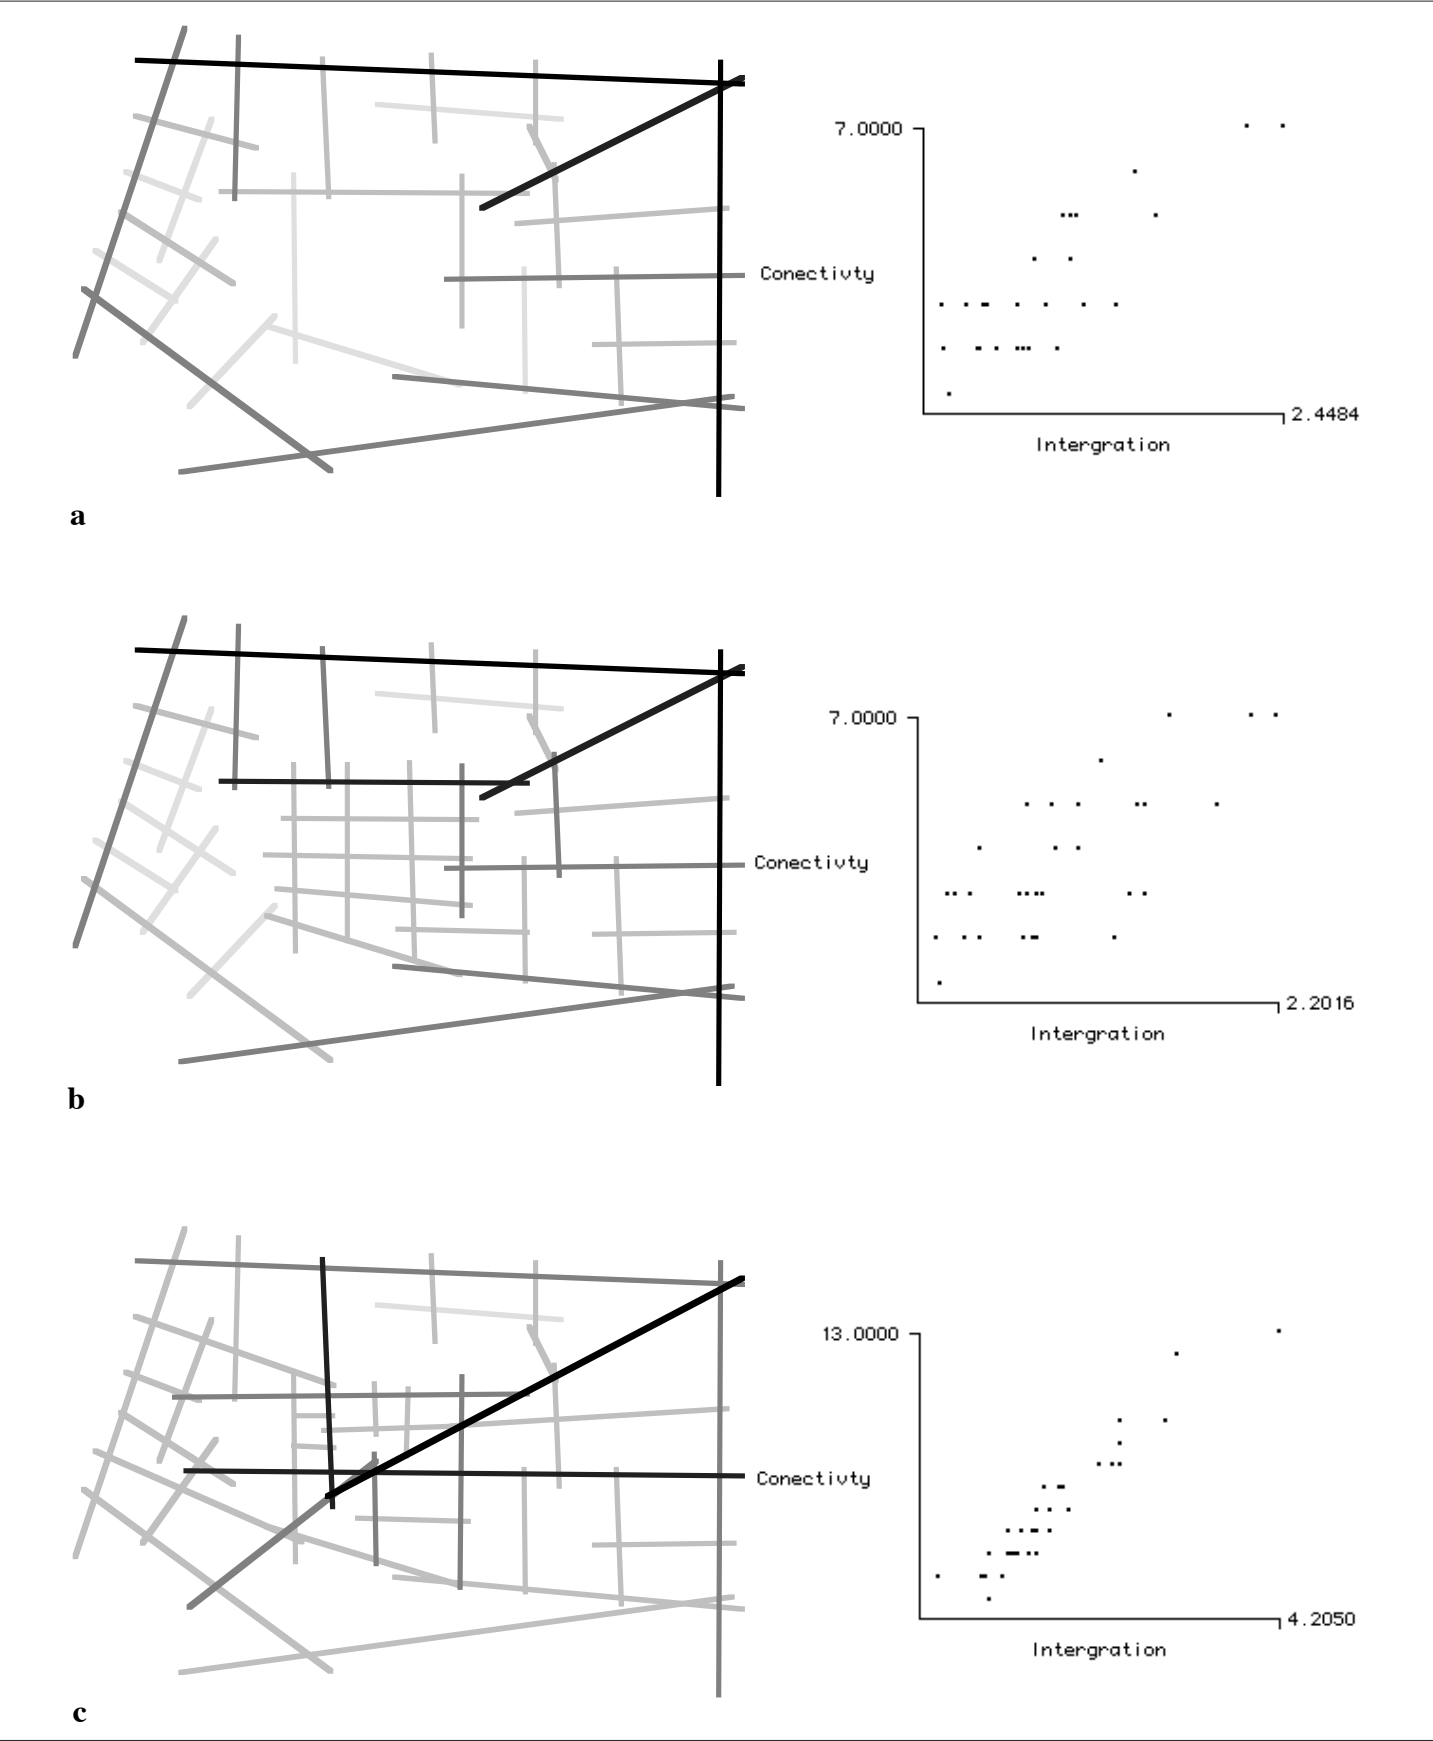 7.0000
Conectivty
2.4484
Intergration
a
7.0000
Conectivty
2.2016
Intergration
b
13.0000
Conectivty
4.2050
Intergration
c